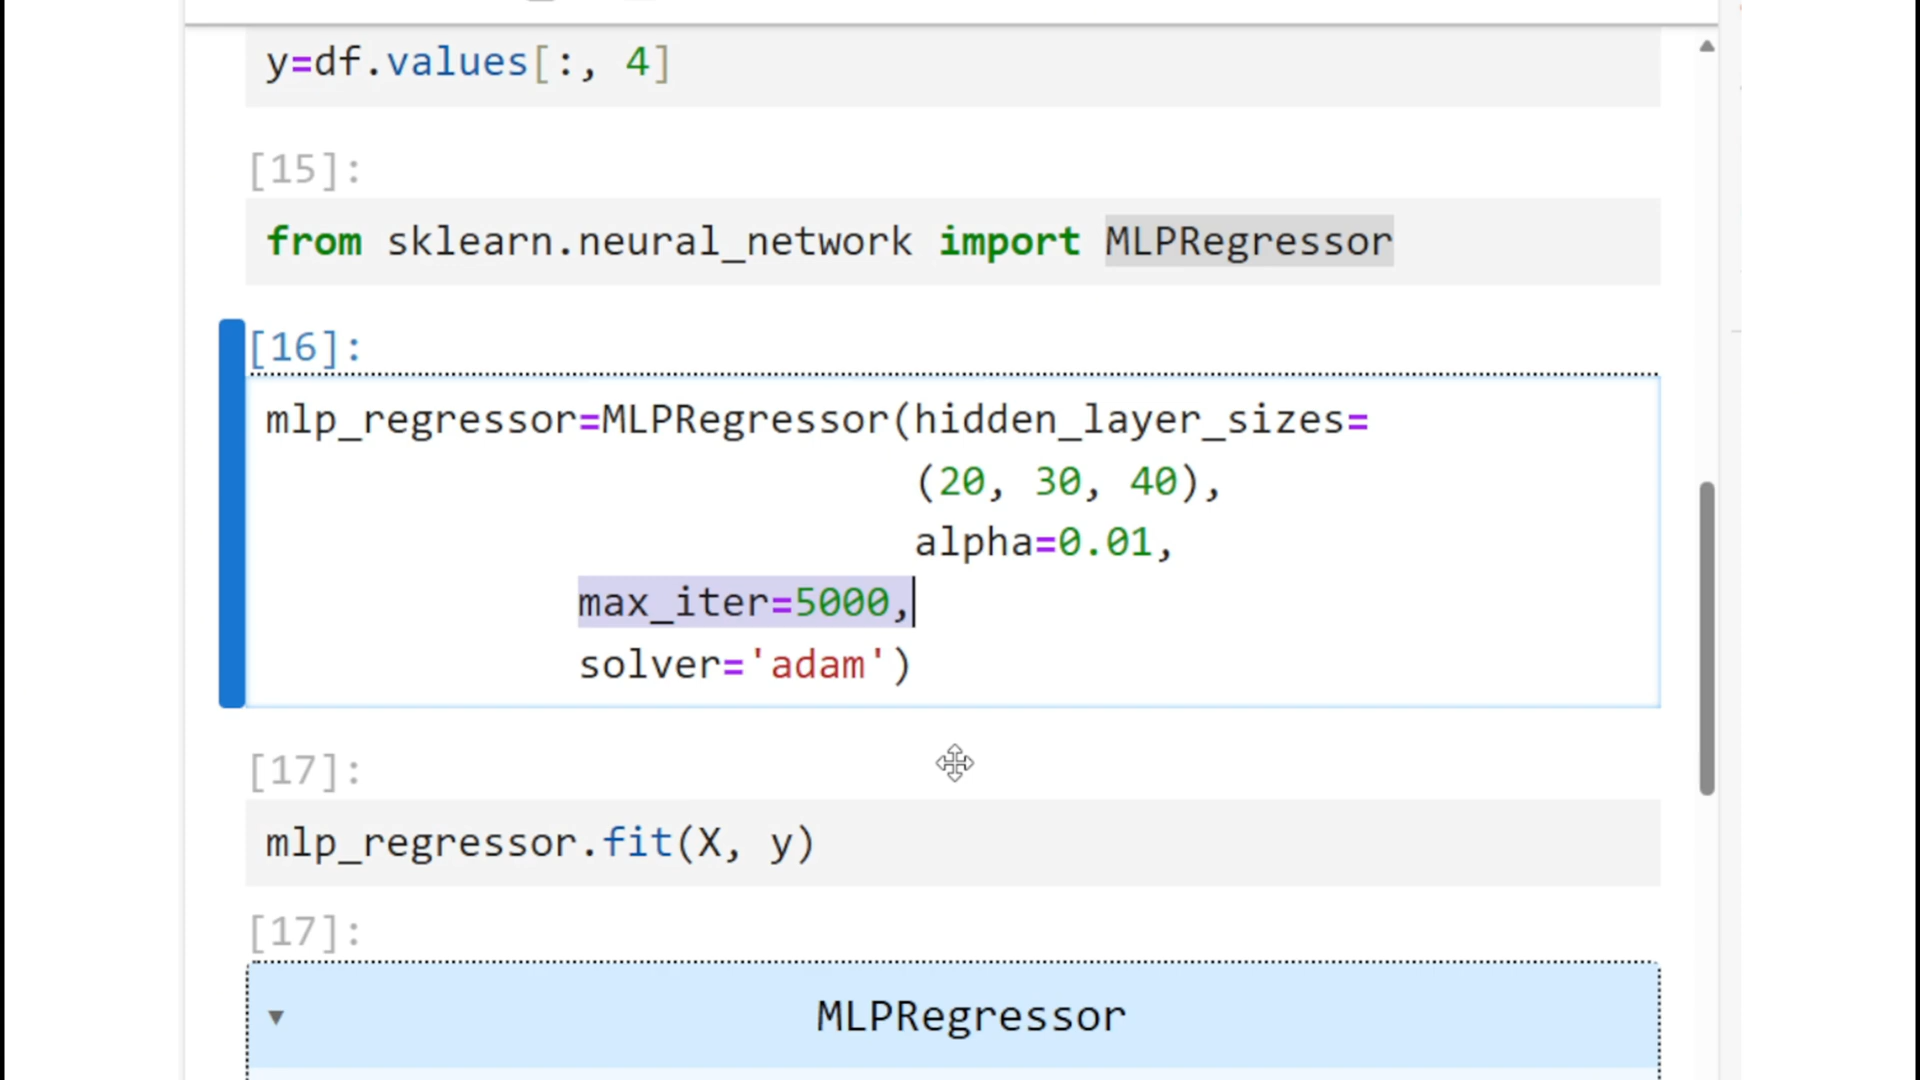 y=df.values[:, 4]
[15]:
from sklearn.neural_network import MLPRegressor
[16]:
mlp_regressor=MLPRegressor(hidden_layer_sizes=
(20, 30, 40),
alpha=0.01,
max_iter=5000,
solver='adam')
[17]:
mlp_regressor.fit(X, y)
[17]:
MLPRegressor